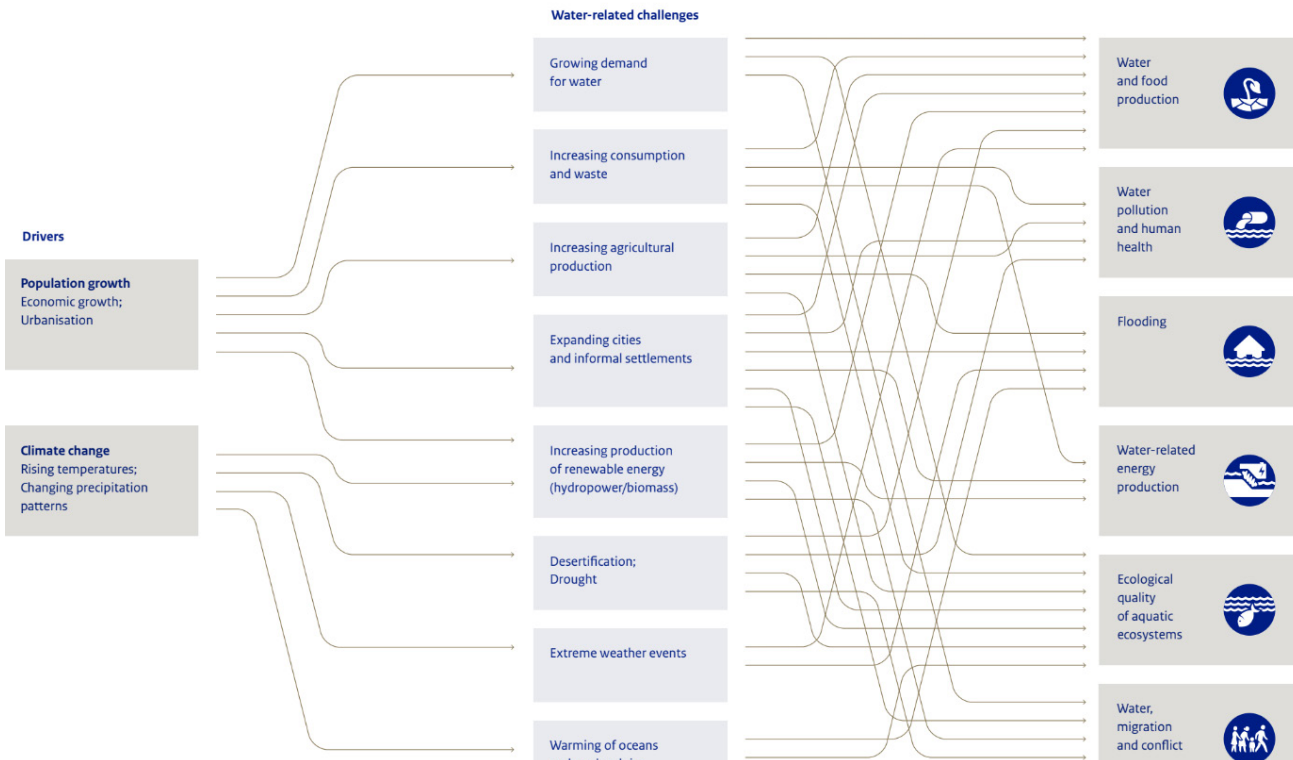 Water-related challenges
Drivers
Population growth
Economic growth;
Urbanisation
Climate change
Rising temperatures;
Changing precipitation
patterns
Growing demand
for water
Increasing consumption
and waste
Increasing agricultural
production
Expanding cities
and informal settlements
Increasing production
of renewable energy
(hydropower/biomass)
Desertification;
Drought
Extreme weather events
Warming of oceans
Water
and food
production
Water
pollution
and human
health
Flooding
Water-related
energy
production
Ecological
quality
of aquatic
ecosystems
Water,
migration
and conflict